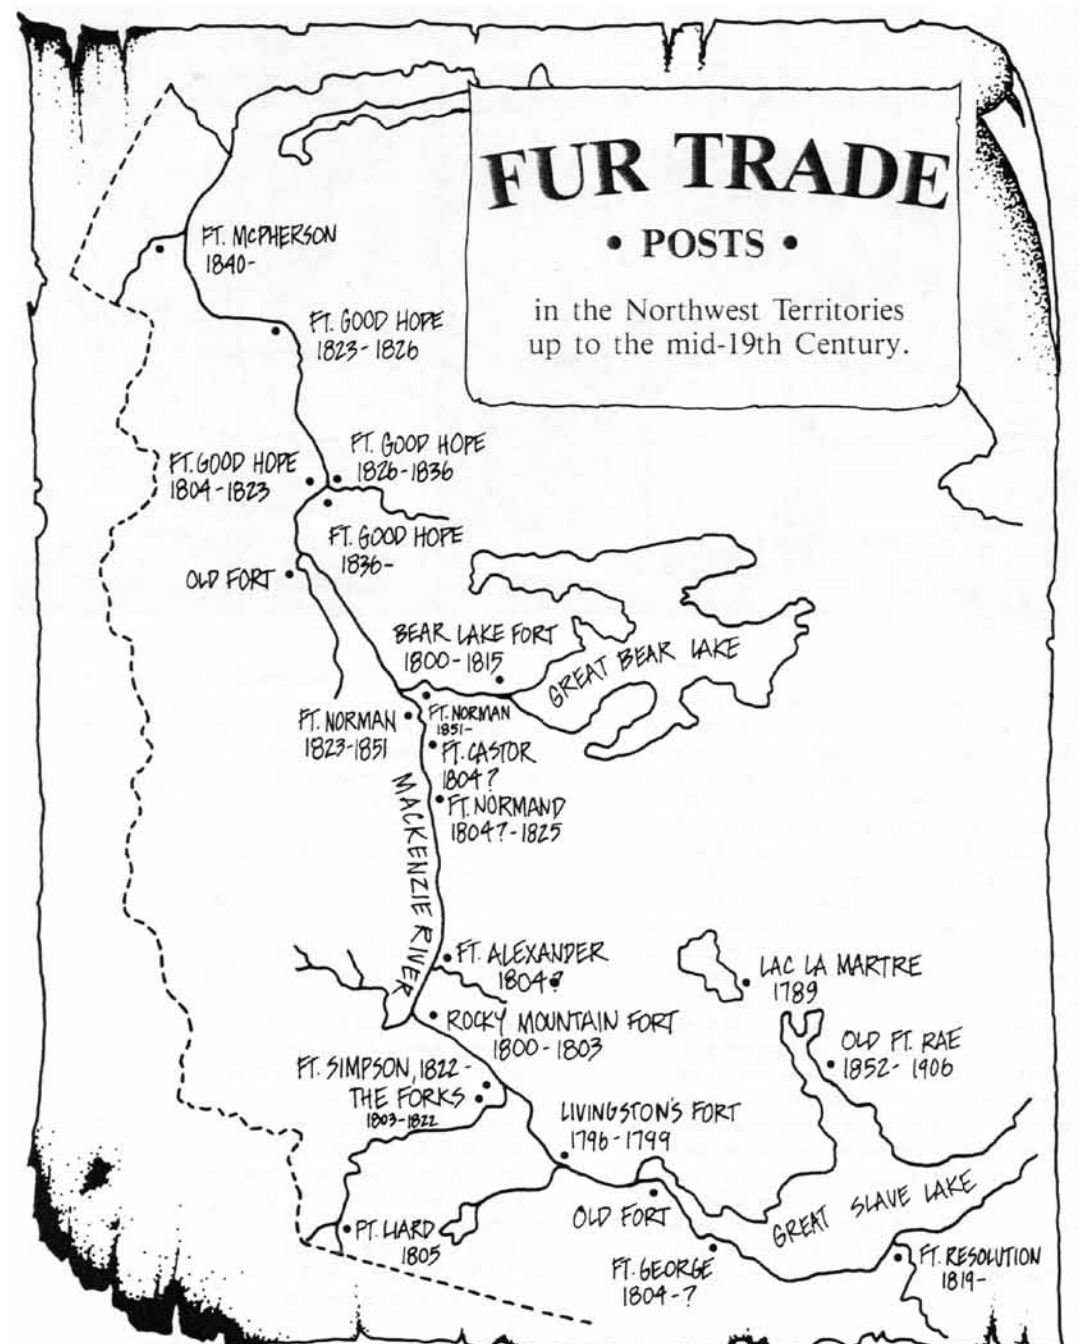 FUR TRADE
• POSTS •
in the Northwest Territories
up to the mid-19th Century.
FT. MCPHERSON
1840-
FT. GOOD HOPE
1823-1826
FT. GOOD HOPE
1826-1836
FT. GOOD HOPE
1804-1823
FT. GOOD HOPE
1836-
OLD FORT
BEAR LAKE FORT
1800-1815
GREAT BEAR LAKE
FT. NORMAN
1823-1851
FT. NORMAN
1851-
FT. CASTOR
1804?
FT. NORMAND
1804?-1825
MACKENZIE RIVER
FT. ALEXANDER
1804?
LAC LA MARTRE
1789
ROCKY MOUNTAIN FORT
1800-1803
OLD FT. RAE
1852-1906
FT. SIMPSON, 1822-
THE FORKS
1803-1822
LIVINGSTON'S FORT
1796-1799
GREAT SLAVE LAKE
OLD FORT
FT. LIARD
1805
FT. GEORGE
1804-?
FT. RESOLUTION
1819-